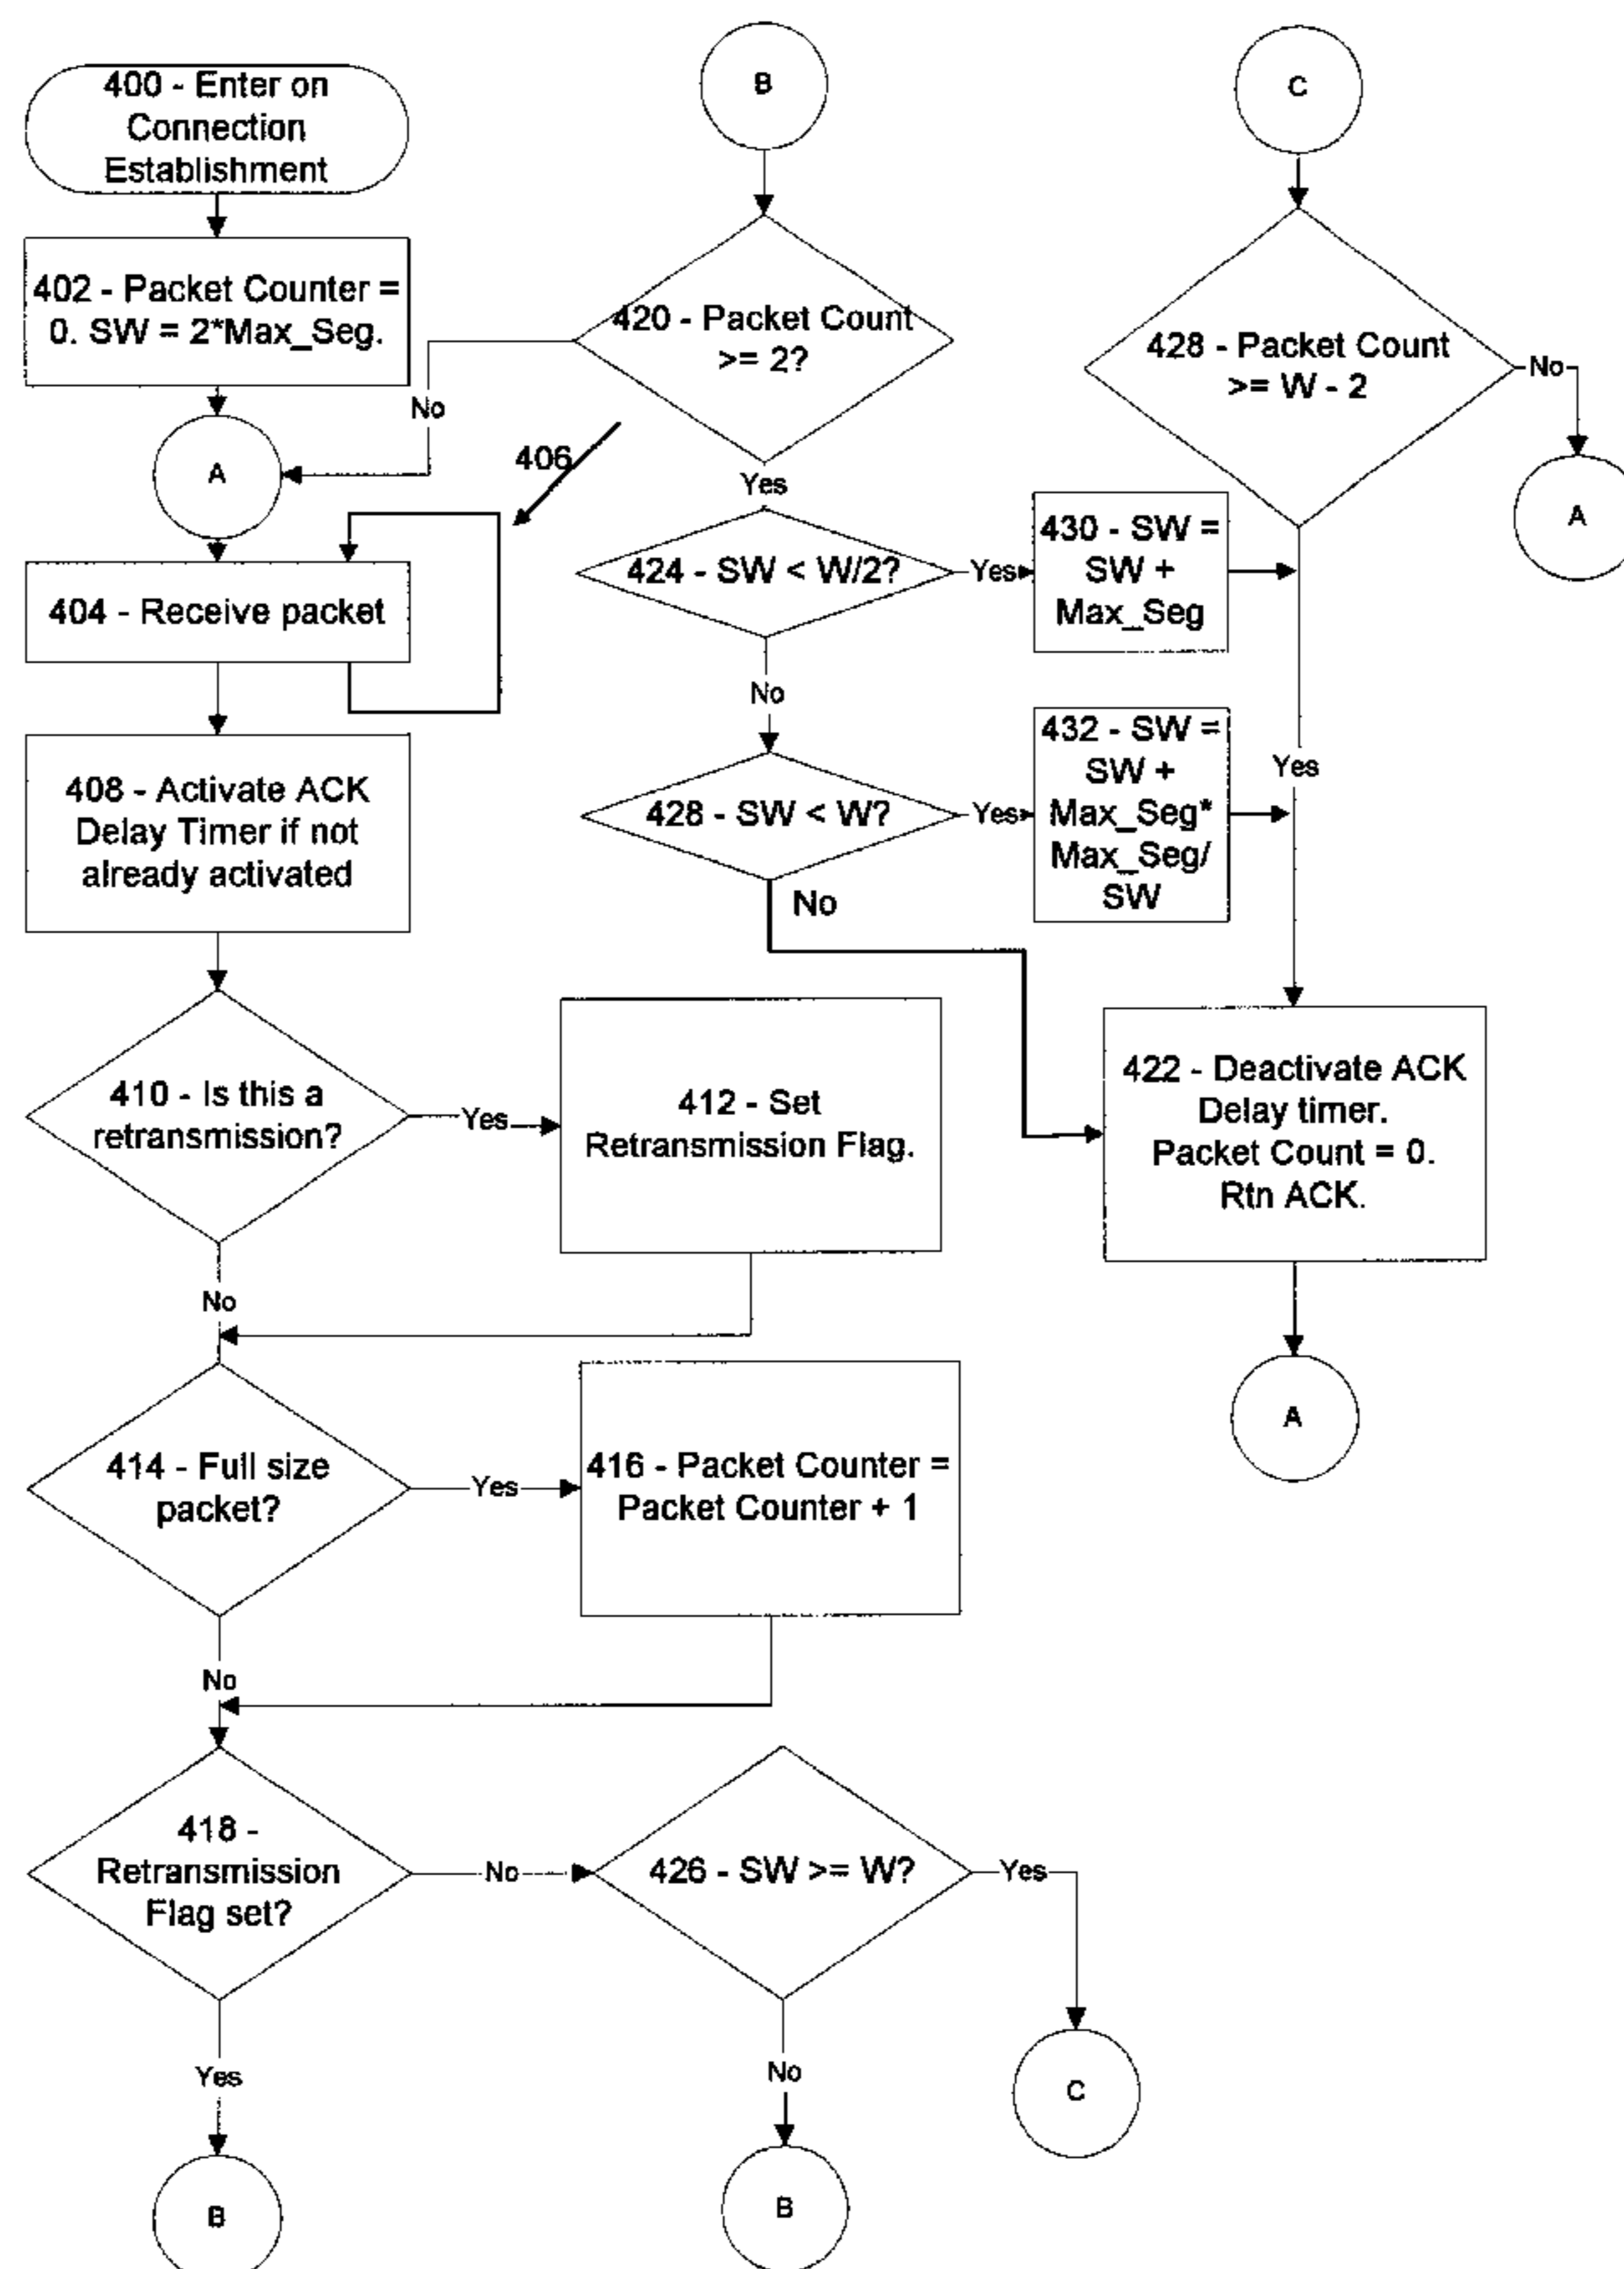 400 - Enter on
Connection
Establishment
402 - Packet Counter =
0. SW = 2*Max_Seg.
A
404 - Receive packet
406
408 - Activate ACK
Delay Timer if not
already activated
410 - Is this a
retransmission?
Yes
412 - Set
Retransmission Flag.
No
414 - Full size
packet?
Yes
416 - Packet Counter =
Packet Counter + 1
No
418 -
Retransmission
Flag set?
No
426 - SW >= W?
Yes
C
Yes
B
No
B
B
420 - Packet Count
>= 2?
No
Yes
424 - SW < W/2?
Yes
430 - SW =
SW +
Max_Seg
No
428 - SW < W?
Yes
432 - SW =
SW +
Max_Seg*
Max_Seg/
SW
No
C
428 - Packet Count
>= W - 2
No
A
Yes
422 - Deactivate ACK
Delay timer.
Packet Count = 0.
Rtn ACK.
A